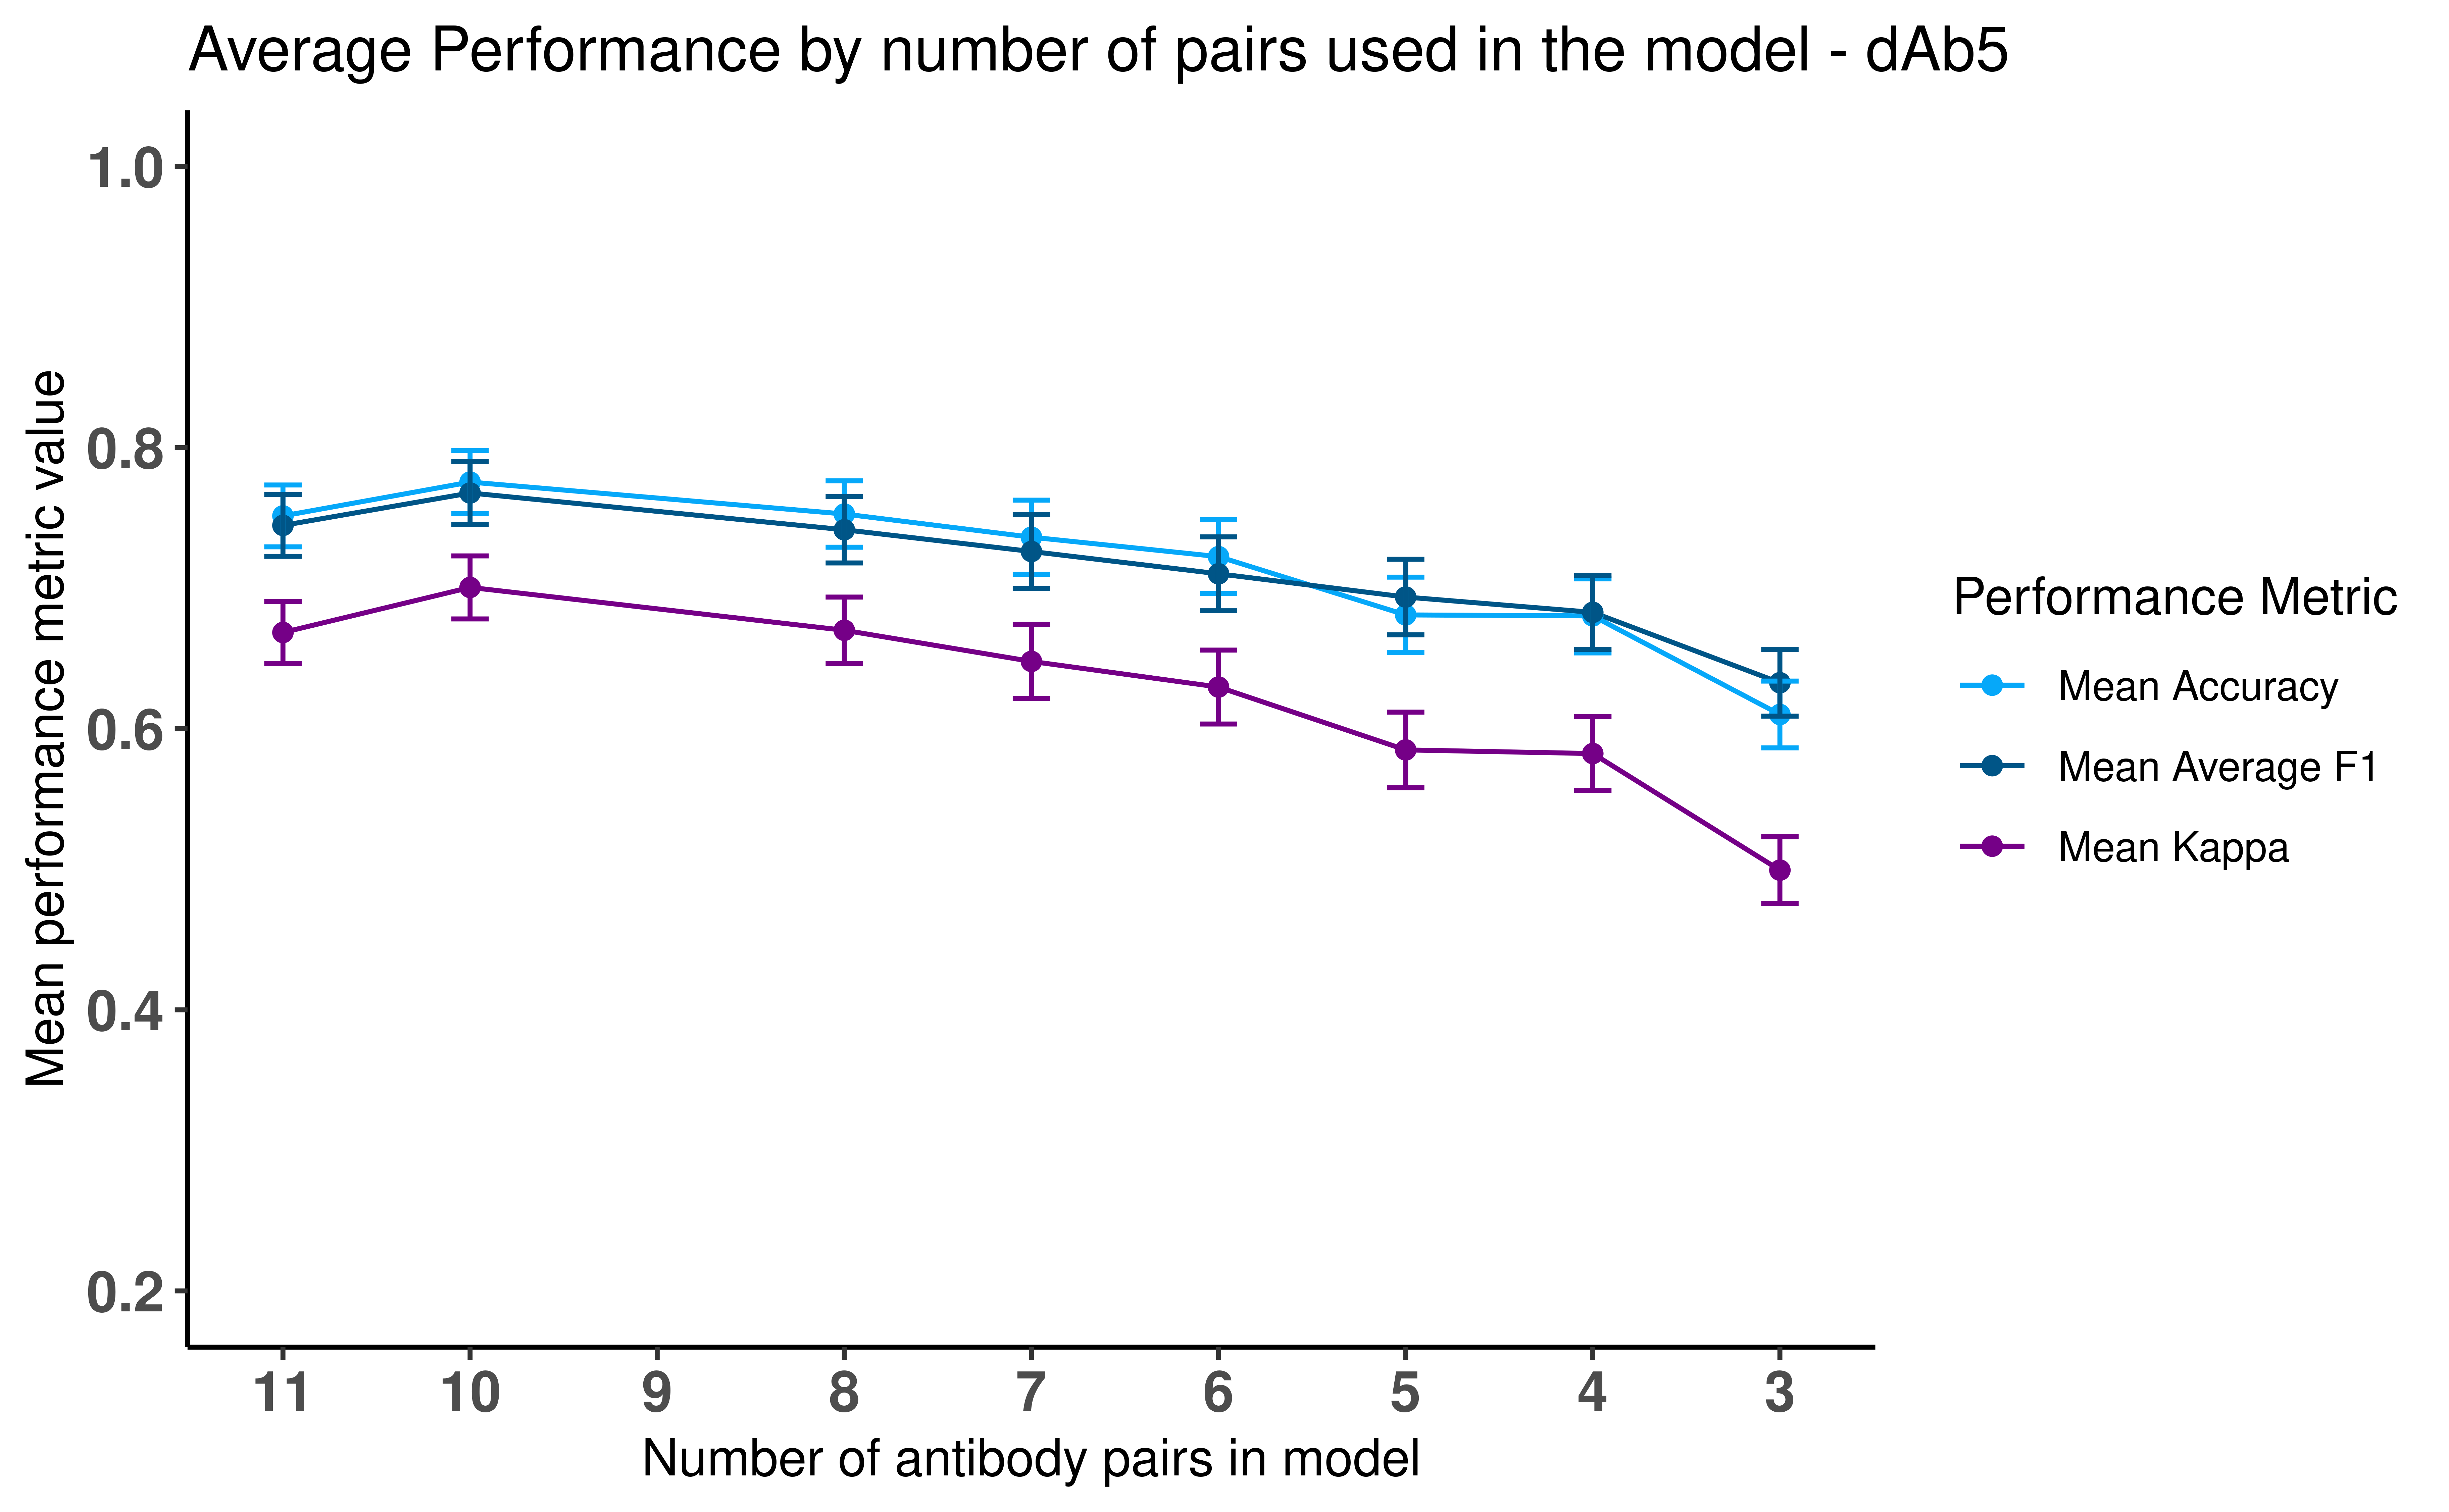 Average Performance by number of pairs used in the model - dAb5
1.0
0.8
0.6
0.4
0.2
Mean performance metric value
11 10 9 8 7 6 5 4 3
Number of antibody pairs in model
Performance Metric
Mean Accuracy
Mean Average F1
Mean Kappa